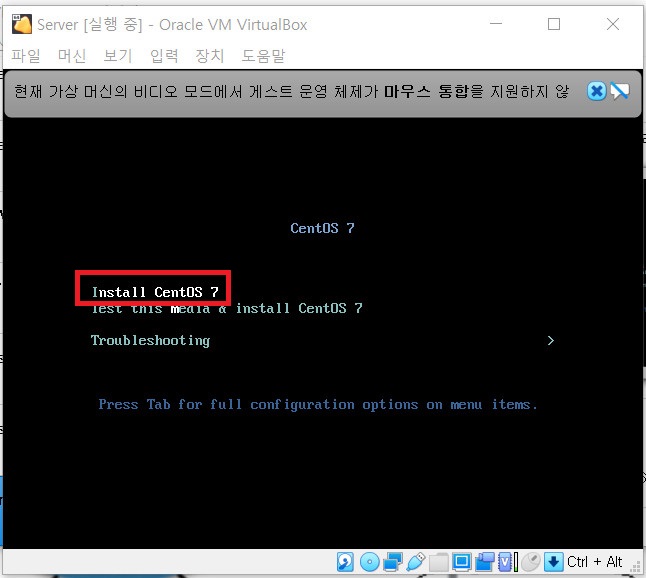 Server [실행 중] - Oracle VM VirtualBox
파일 머신 보기 입력 장치 도움말
현재 가상 머신의 비디오 모드에서 게스트 운영 체제가 마우스 통합을 지원하지 않
CentOS 7
Install CentOS 7
Test this media & install CentOS 7
Troubleshooting >
Press Tab for full configuration options on menu items.
Ctrl + Alt